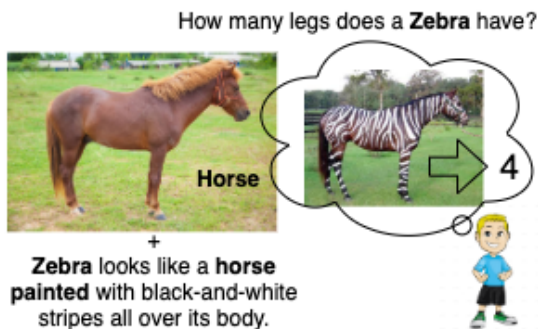 How many legs does a Zebra have?
Horse
4
+
Zebra looks like a horse
painted with black-and-white
stripes all over its body.